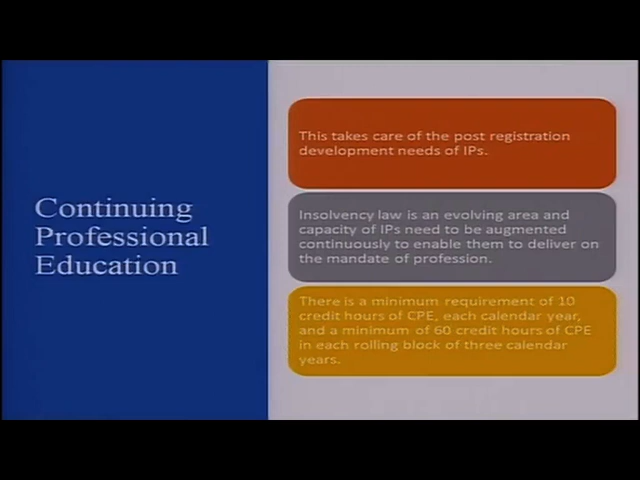 Continuing
Professional
Education
This takes care of the post registration
development needs of IPs.
Insolvency law is an evolving area and
capacity of IPs need to be augmented
continuously to enable them to deliver on
the mandate of profession.
There is a minimum requirement of 10
credit hours of CPE, each calendar year,
and a minimum of 60 credit hours of CPE
in each rolling block of three calendar
years.